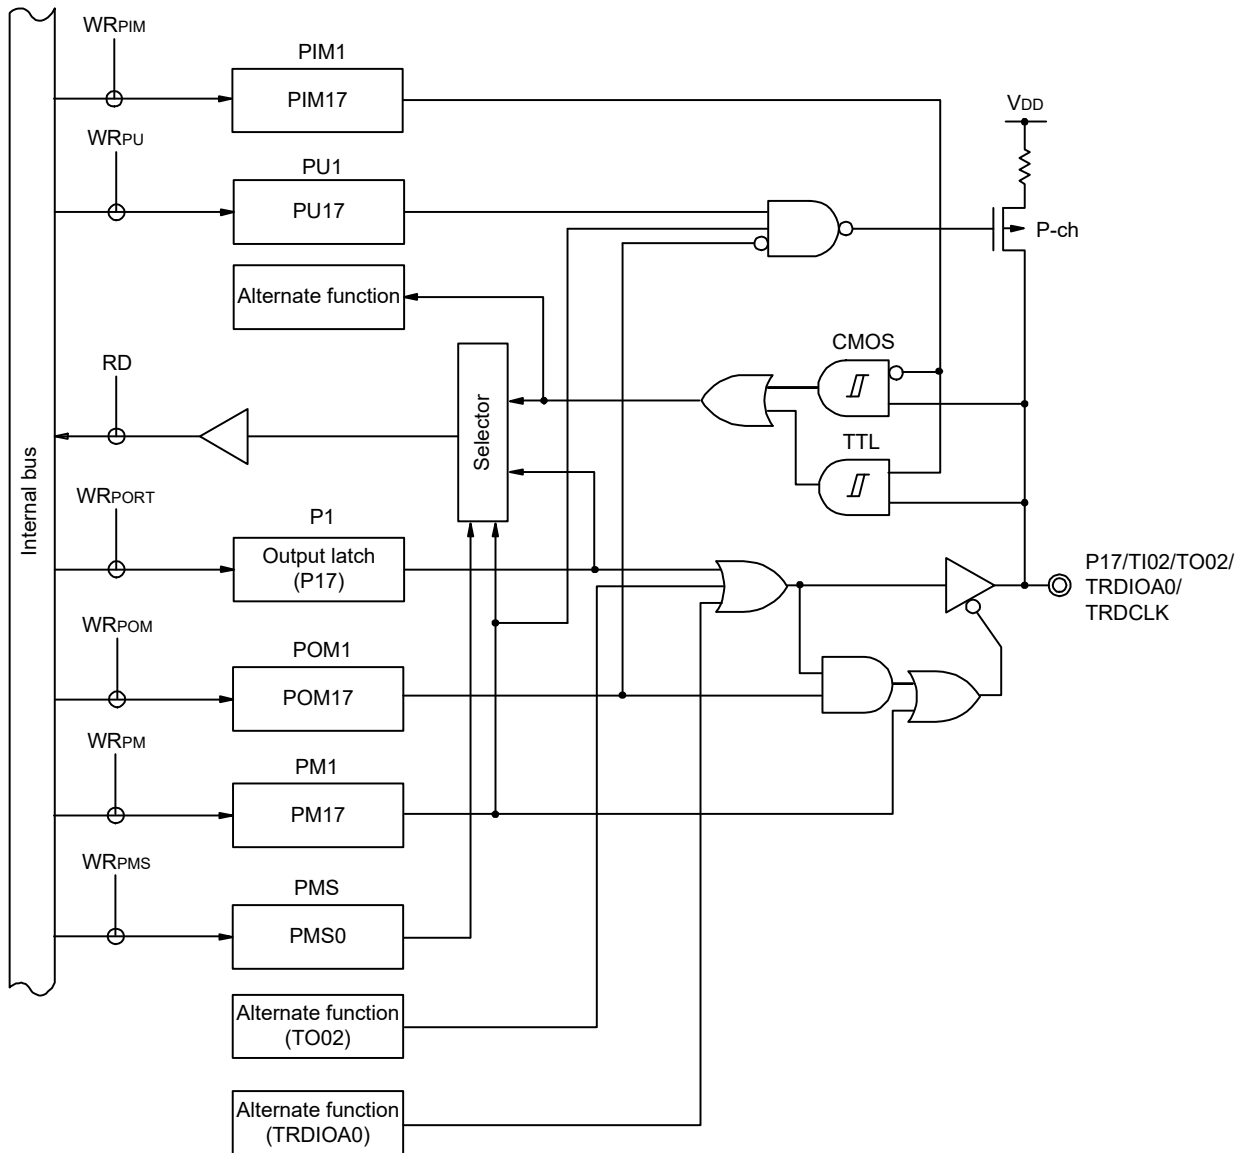 WRPIM
PIM1
PIM17
VDD
WRPU
PU1
PU17
P-ch
Alternate function
CMOS
RD
Selector
TTL
Internal bus
WRPORT
P1
Output latch
(P17)
P17/TI02/TO02/
TRDIOA0/
TRDCLK
WRPOM
POM1
POM17
WRPM
PM1
PM17
WRPMS
PMS
PMS0
Alternate function
(TO02)
Alternate function
(TRDIOA0)